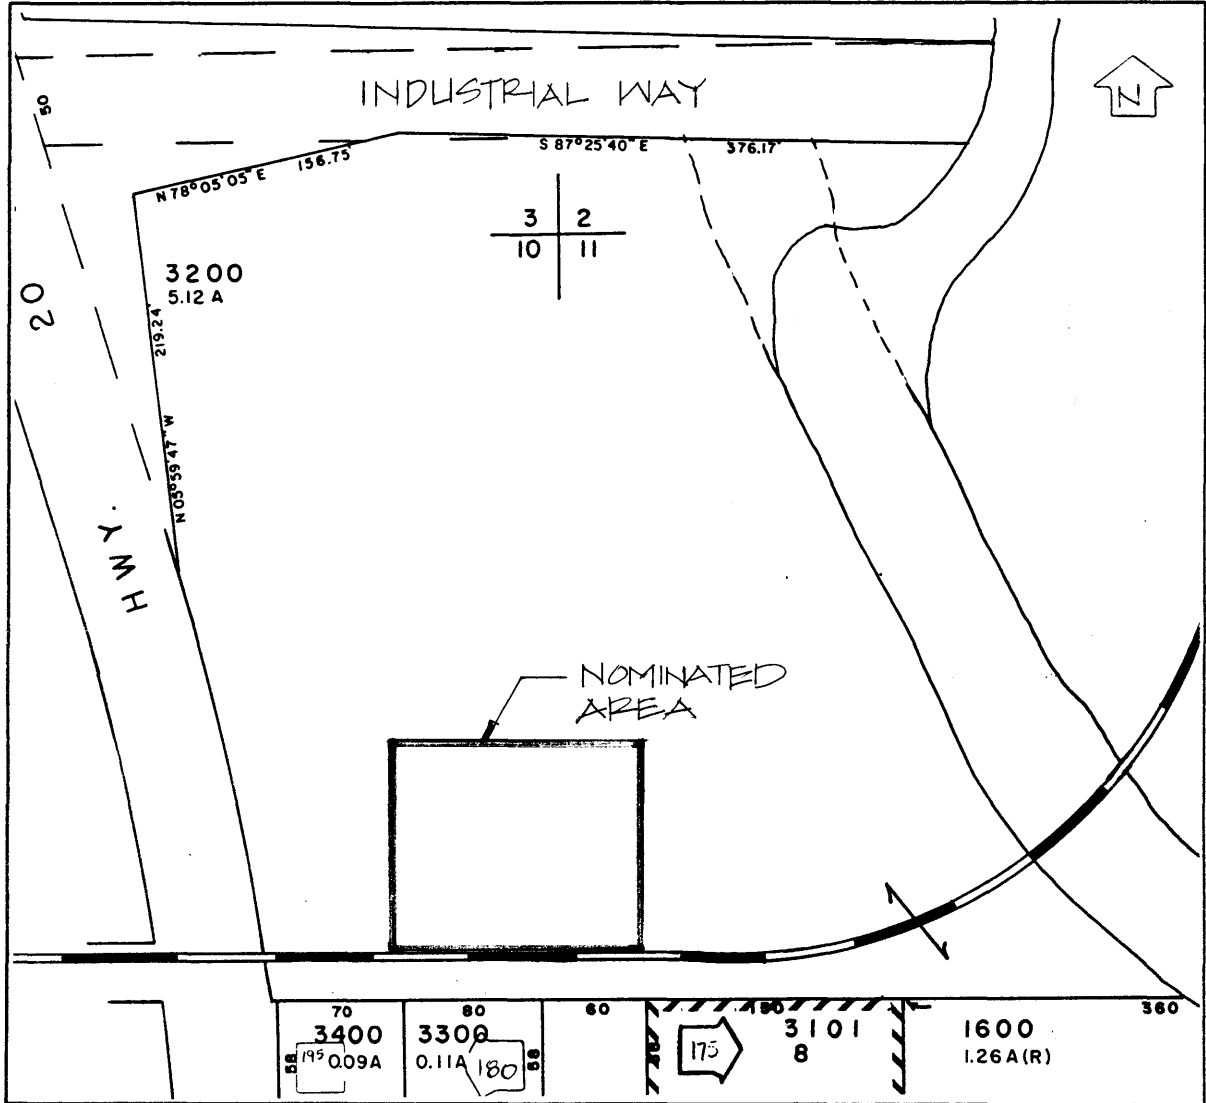 INDUSTRIAL WAY
N
50
S 87°25'40" E 376.17'
N 78°05'05" E 156.75'
3 2
10 11
3200
5.12 A
20
219.24'
N 05°59'47" W
HWY.
NOMINATED
AREA
70 80 60 360
3400 3300 3101 1600
58 195 0.09A 0.11A 180 58 175 8 1.26 A (R)